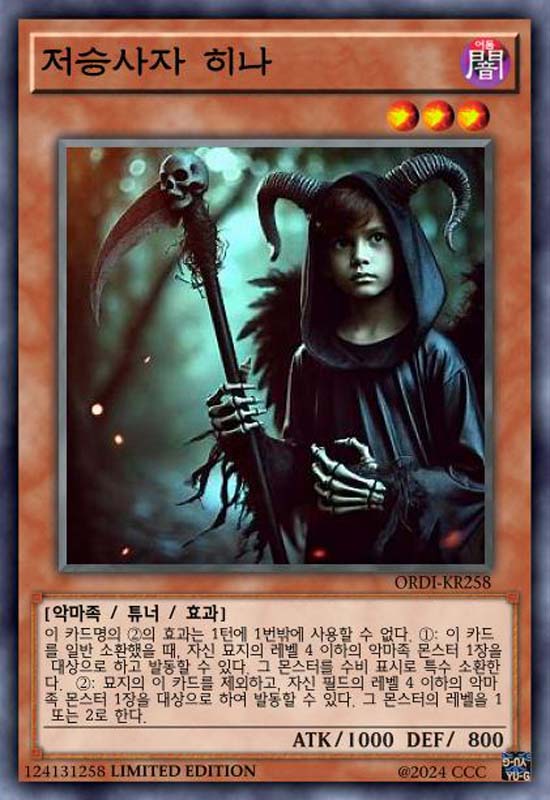 저승사자 히나
어둠
闇
ORDI-KR258
[악마족 / 튜너 / 효과]
이 카드명의 ②의 효과는 1턴에 1번밖에 사용할 수 없다. ①: 이 카드
를 일반 소환했을 때, 자신 묘지의 레벨 4 이하의 악마족 몬스터 1장을
대상으로 하고 발동할 수 있다. 그 몬스터를 수비 표시로 특수 소환한
다. ②: 묘지의 이 카드를 제외하고, 자신 필드의 레벨 4 이하의 악마
족 몬스터 1장을 대상으로 하여 발동할 수 있다. 그 몬스터의 레벨을 1
또는 2로 한다.
ATK/1000 DEF/ 800
124131258 LIMITED EDITION @2024 CCC